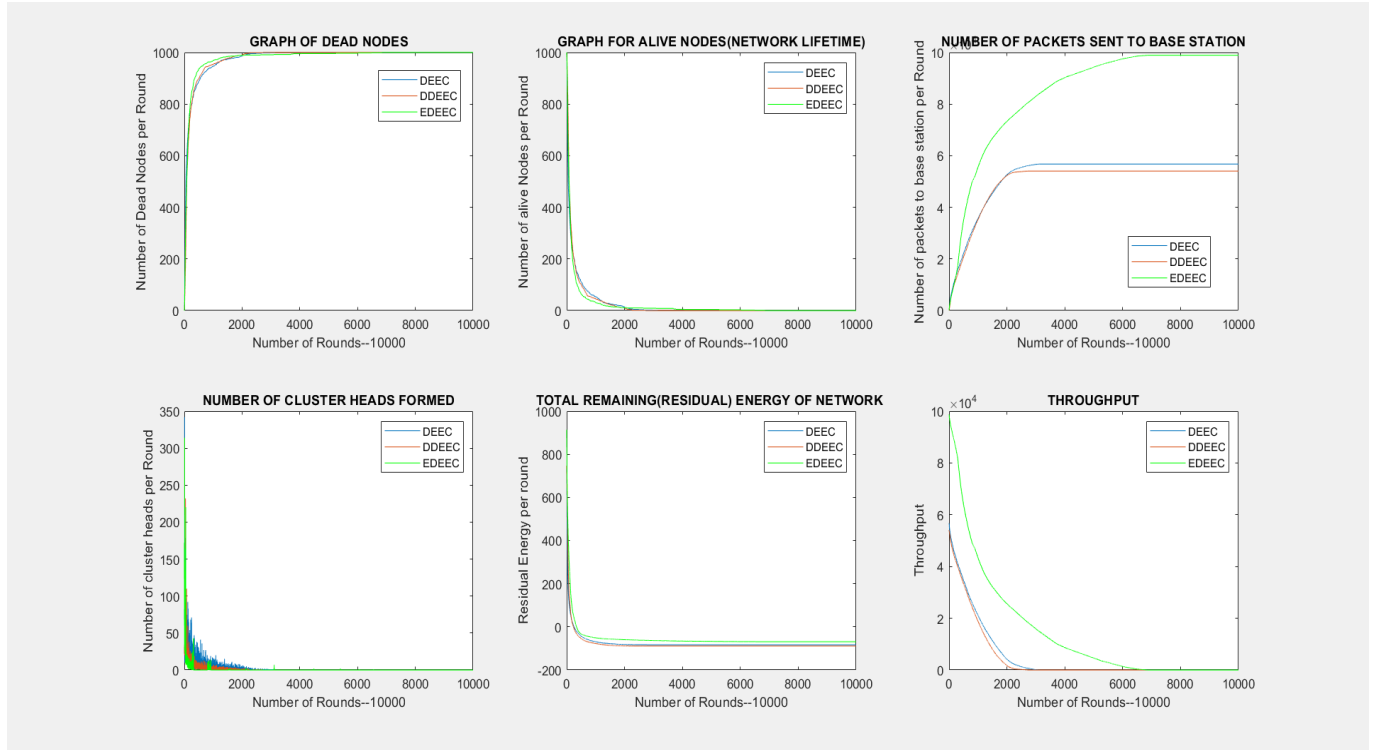 GRAPH OF DEAD NODES
Number of Dead Nodes per Round
1000
800
600
400
200
0
DEEC
DDEEC
EDEEC
0 2000 4000 6000 8000 10000
Number of Rounds--10000
GRAPH FOR ALIVE NODES(NETWORK LIFETIME)
Number of alive Nodes per Round
1000
800
600
400
200
0
DEEC
DDEEC
EDEEC
0 2000 4000 6000 8000 10000
Number of Rounds--10000
NUMBER OF PACKETS SENT TO BASE STATION
Number of packets to base station per Round
10
8
6
4
2
0
DEEC
DDEEC
EDEEC
0 2000 4000 6000 8000 10000
Number of Rounds--10000
NUMBER OF CLUSTER HEADS FORMED
Number of cluster heads per Round
350
300
250
200
150
100
50
0
DEEC
DDEEC
EDEEC
0 2000 4000 6000 8000 10000
Number of Rounds--10000
TOTAL REMAINING(RESIDUAL) ENERGY OF NETWORK
Residual Energy per round
1000
800
600
400
200
0
-200
DEEC
DDEEC
EDEEC
0 2000 4000 6000 8000 10000
Number of Rounds--10000
THROUGHPUT
×10⁴
Throughput
10
8
6
4
2
0
DEEC
DDEEC
EDEEC
0 2000 4000 6000 8000 10000
Number of Rounds--10000